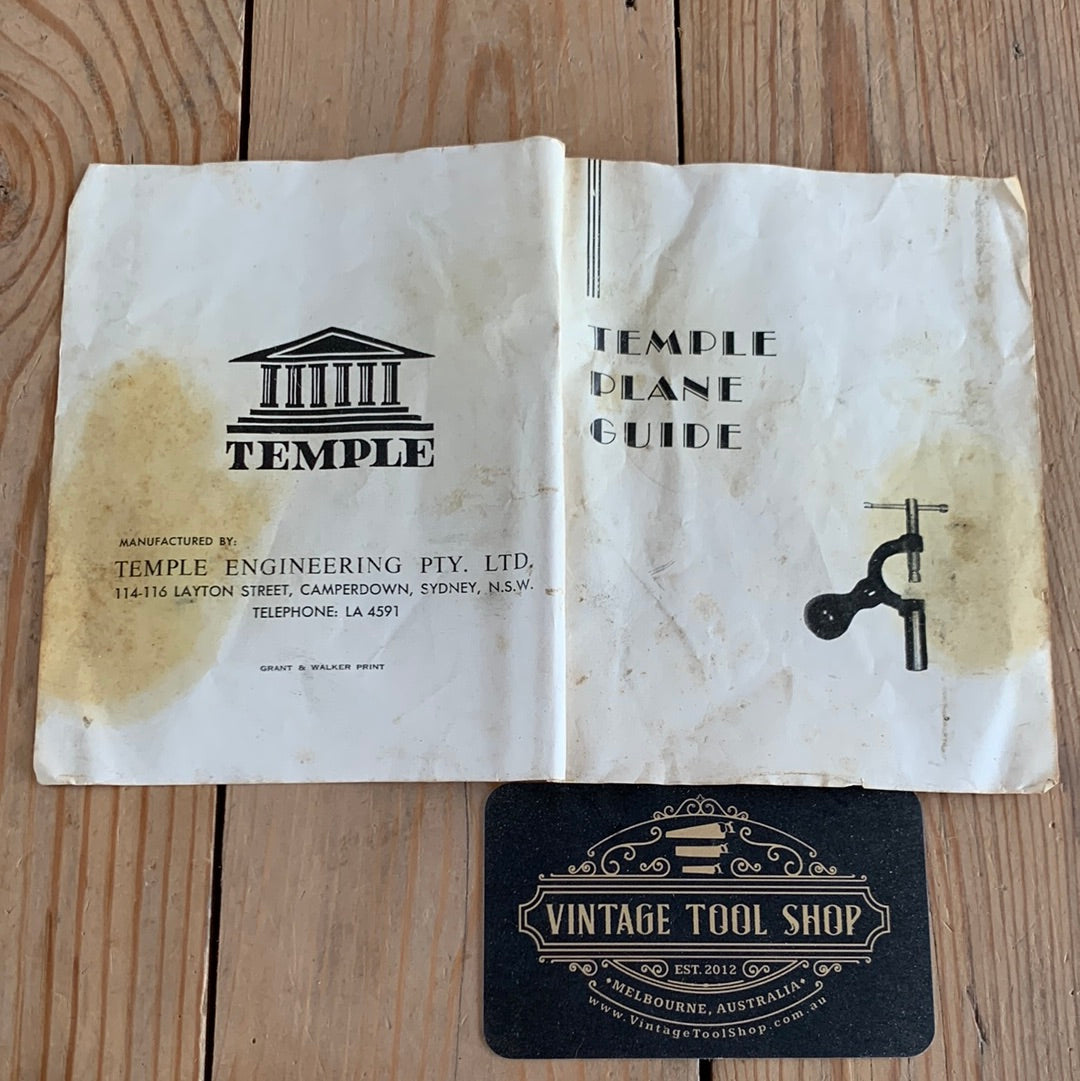 TEMPLE
MANUFACTURED BY:
TEMPLE ENGINEERING PTY. LTD.
114-116 LAYTON STREET, CAMPERDOWN, SYDNEY, N.S.W.
TELEPHONE: LA 4591
GRANT & WALKER PRINT
TEMPLE
PLANE
GUIDE
VINTAGE TOOL SHOP
EST. 2012
•MELBOURNE, AUSTRALIA•
www.VintageToolShop.com.au